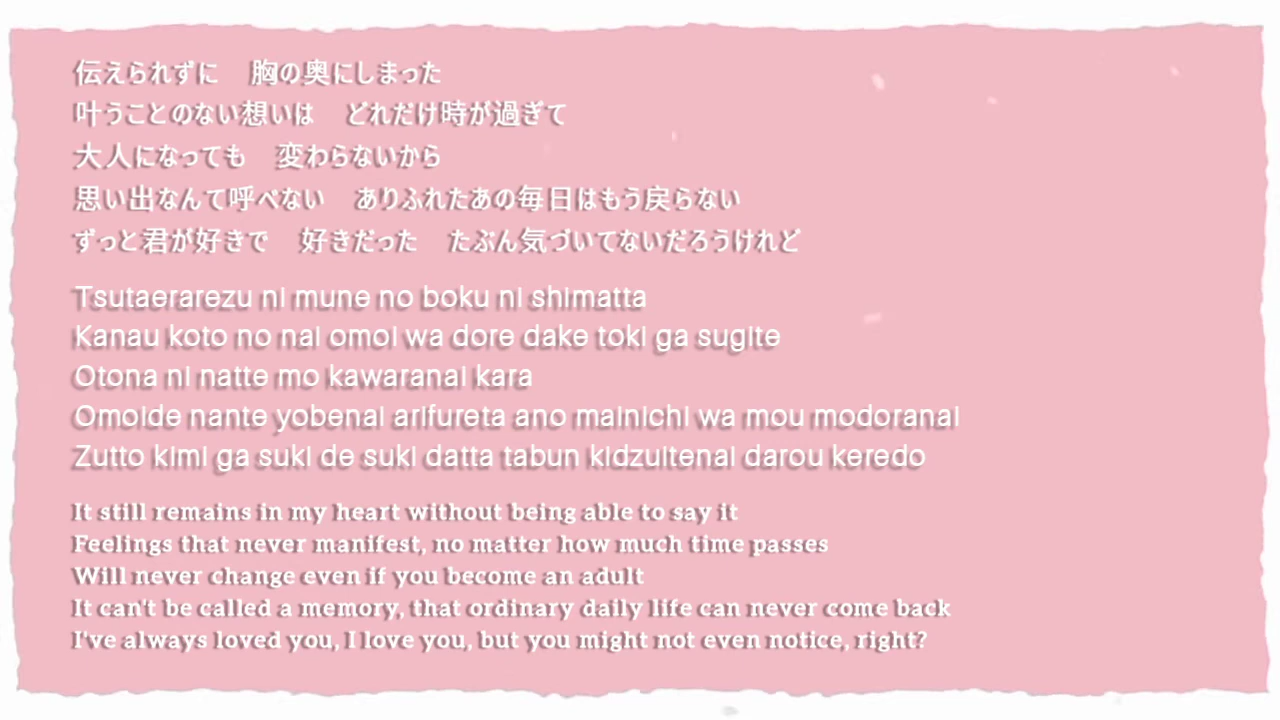 伝えられずに　胸の奥にしまった
叶うことのない想いは　どれだけ時が過ぎて
大人になっても　変わらないから
思い出なんて呼べない　ありふれたあの毎日はもう戻らない
ずっと君が好きで　好きだった　たぶん気づいてないだろうけれど
Tsutaerarezu ni mune no boku ni shimatta
Kanau koto no nai omoi wa dore dake toki ga sugite
Otona ni natte mo kawaranai kara
Omoide nante yobenai arifureta ano mainichi wa mou modoranai
Zutto kimi ga suki de suki datta tabun kidzuitenai darou keredo
It still remains in my heart without being able to say it
Feelings that never manifest, no matter how much time passes
Will never change even if you become an adult
It can't be called a memory, that ordinary daily life can never come back
I've always loved you, I love you, but you might not even notice, right?